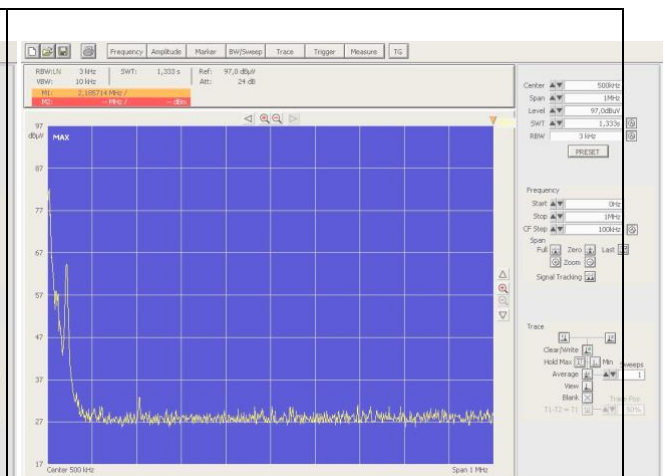 Frequency Amplitude Marker BW/Sweep Trace Trigger Measure TG
RBW:LN 3 kHz SWT: 1,333 s Ref: 97,0 dBµV
VBW: 10 kHz Att: 24 dB
M1: 2.185714 MHz /
M2: -- MHz / -- dBm
97
dBµV MAX
87
77
67
57
47
37
27
17
Center 500 kHz Span 1 MHz
Center 500kHz
Span 1MHz
Level 97,0dBuV
SWT 1,333s
RBW 3 kHz
PRESET
Frequency
Start 0Hz
Stop 1MHz
CF Step 100kHz
Span
Full Zero Last
Zoom
Signal Tracking
Trace
Clear/Write
Hold Max Min Sweeps
Average 1
View
Blank
T1-T2 → T1 50%